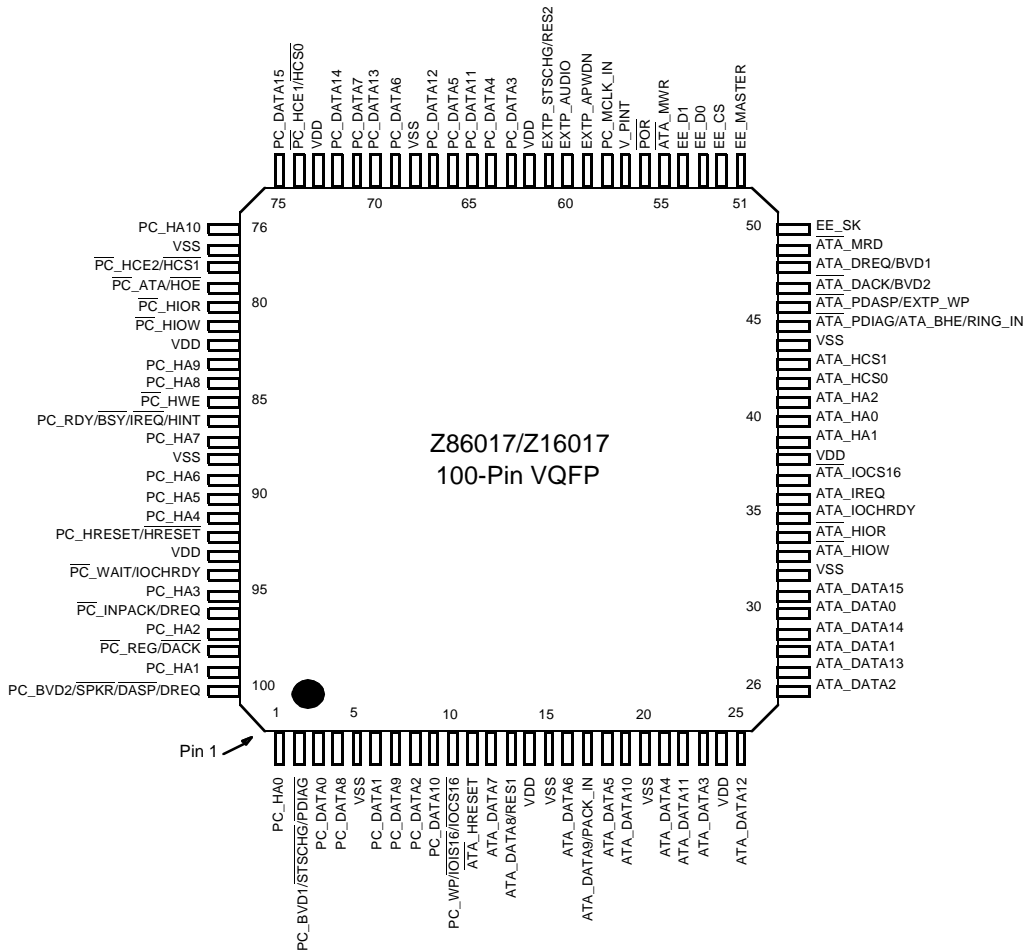 PC_DATA15
PC_HCE1/HCS0
VDD
PC_DATA14
PC_DATA7
PC_DATA13
PC_DATA6
VSS
PC_DATA12
PC_DATA5
PC_DATA11
PC_DATA4
PC_DATA3
VDD
EXTP_STSCHG/RES2
EXTP_AUDIO
EXTP_APWDN
PC_MCLK_IN
V_PINT
POR
ATA_MWR
EE_D1
EE_D0
EE_CS
EE_MASTER
75
70
65
60
55
51
PC_HA10
VSS
PC_HCE2/HCS1
PC_ATA/HOE
PC_HIOR
PC_HIOW
VDD
PC_HA9
PC_HA8
PC_HWE
PC_RDY/BSY/IREQ/HINT
PC_HA7
VSS
PC_HA6
PC_HA5
PC_HA4
PC_HRESET/HRESET
VDD
PC_WAIT/IOCHRDY
PC_HA3
PC_INPACK/DREQ
PC_HA2
PC_REG/DACK
PC_HA1
PC_BVD2/SPKR/DASP/DREQ
76
80
85
90
95
100
Z86017/Z16017
100-Pin VQFP
50
45
40
35
30
26
EE_SK
ATA_MRD
ATA_DREQ/BVD1
ATA_DACK/BVD2
ATA_PDASP/EXTP_WP
ATA_PDIAG/ATA_BHE/RING_IN
VSS
ATA_HCS1
ATA_HCS0
ATA_HA2
ATA_HA0
ATA_HA1
VDD
ATA_IOCS16
ATA_IREQ
ATA_IOCHRDY
ATA_HIOR
ATA_HIOW
VSS
ATA_DATA15
ATA_DATA0
ATA_DATA14
ATA_DATA1
ATA_DATA13
ATA_DATA2
1
5
10
15
20
25
Pin 1
PC_HA0
PC_BVD1/STSCHG/PDIAG
PC_DATA0
PC_DATA8
VSS
PC_DATA1
PC_DATA9
PC_DATA2
PC_DATA10
PC_WP/IOIS16/IOCS16
ATA_HRESET
ATA_DATA7
ATA_DATA8/RES1
VDD
VSS
ATA_DATA6
ATA_DATA9/PACK_IN
ATA_DATA5
ATA_DATA10
VSS
ATA_DATA4
ATA_DATA11
ATA_DATA3
VDD
ATA_DATA12